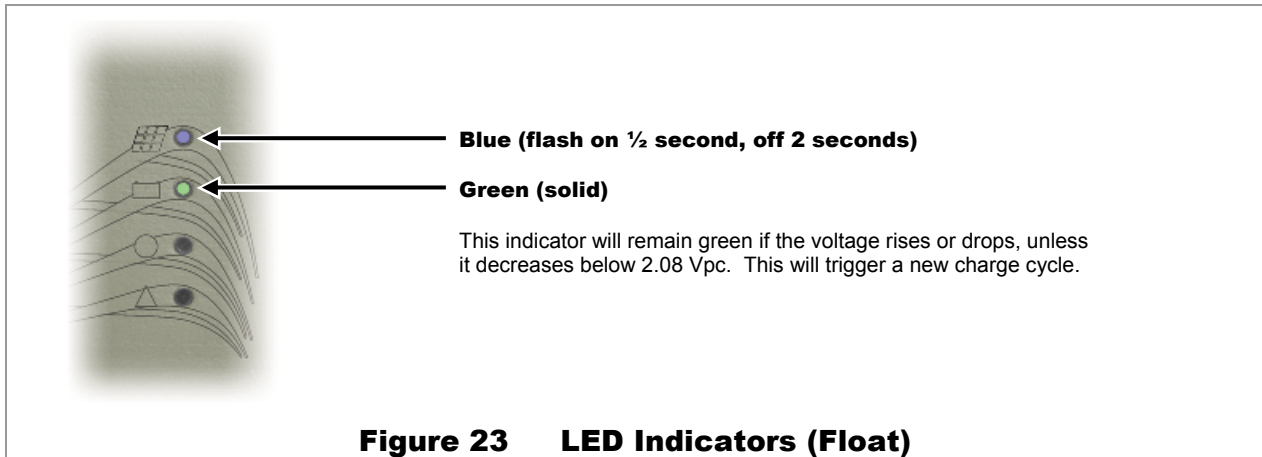 Blue (flash on ½ second, off 2 seconds)
Green (solid)
This indicator will remain green if the voltage rises or drops, unless
it decreases below 2.08 Vpc.  This will trigger a new charge cycle.
Figure 23 LED Indicators (Float)